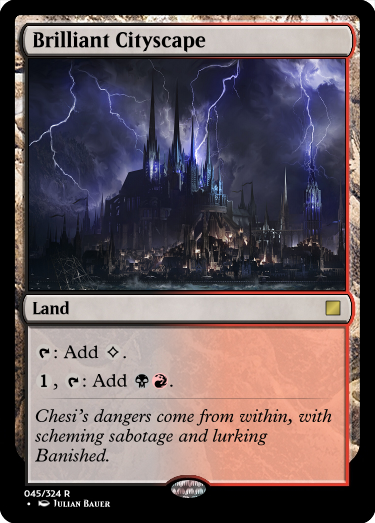 Brilliant Cityscape
Land
: Add .
1 , : Add .
Chesi's dangers come from within, with
scheming sabotage and lurking
Banished.
045/324 R
• Julian Bauer